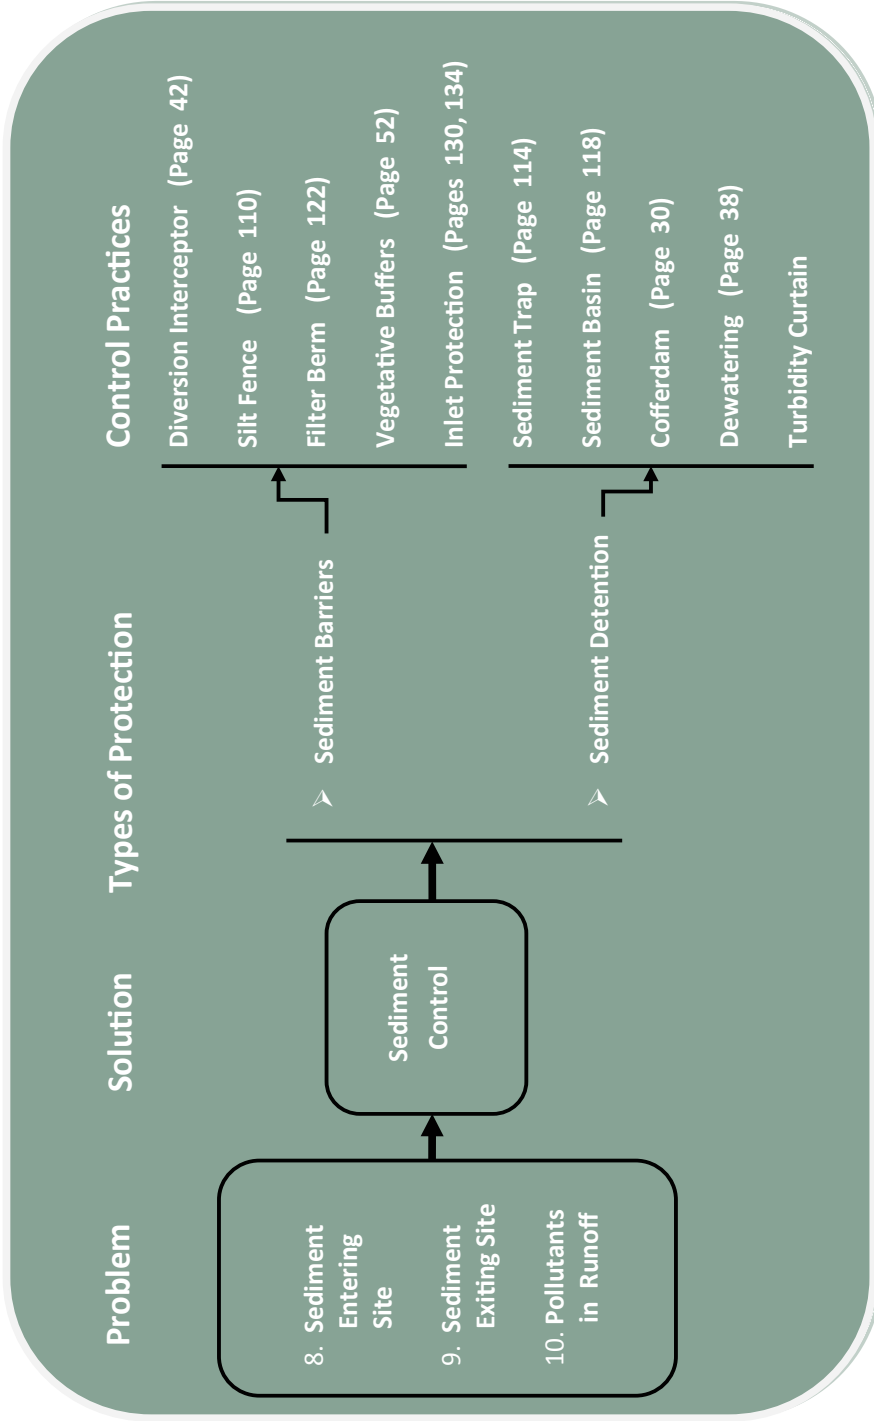 Problem
Solution
Types of Protection
Control Practices
8. Sediment
Entering
Site
9. Sediment
Exiting Site
10. Pollutants
in Runoff
Sediment
Control
Sediment Barriers
Sediment Detention
Diversion Interceptor (Page 42)
Silt Fence (Page 110)
Filter Berm (Page 122)
Vegetative Buffers (Page 52)
Inlet Protection (Pages 130, 134)
Sediment Trap (Page 114)
Sediment Basin (Page 118)
Cofferdam (Page 30)
Dewatering (Page 38)
Turbidity Curtain